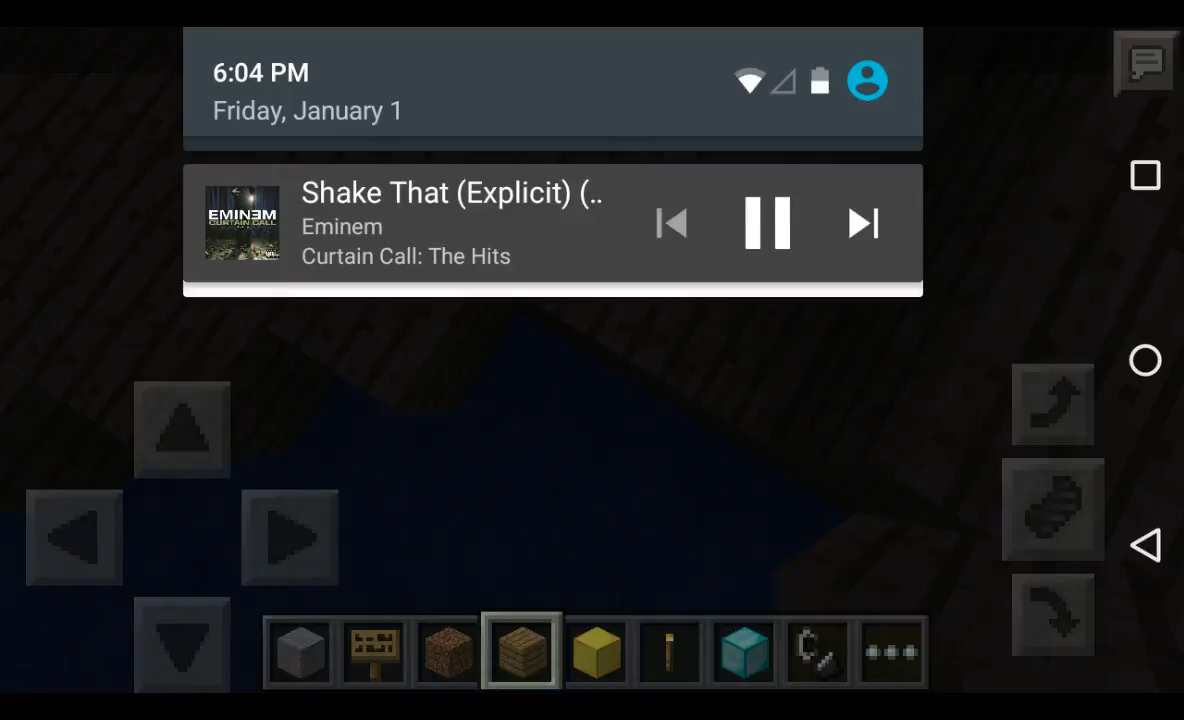 6:04 PM
Friday, January 1
EMINEM
CURTAIN CALL
Shake That (Explicit) (..
Eminem
Curtain Call: The Hits